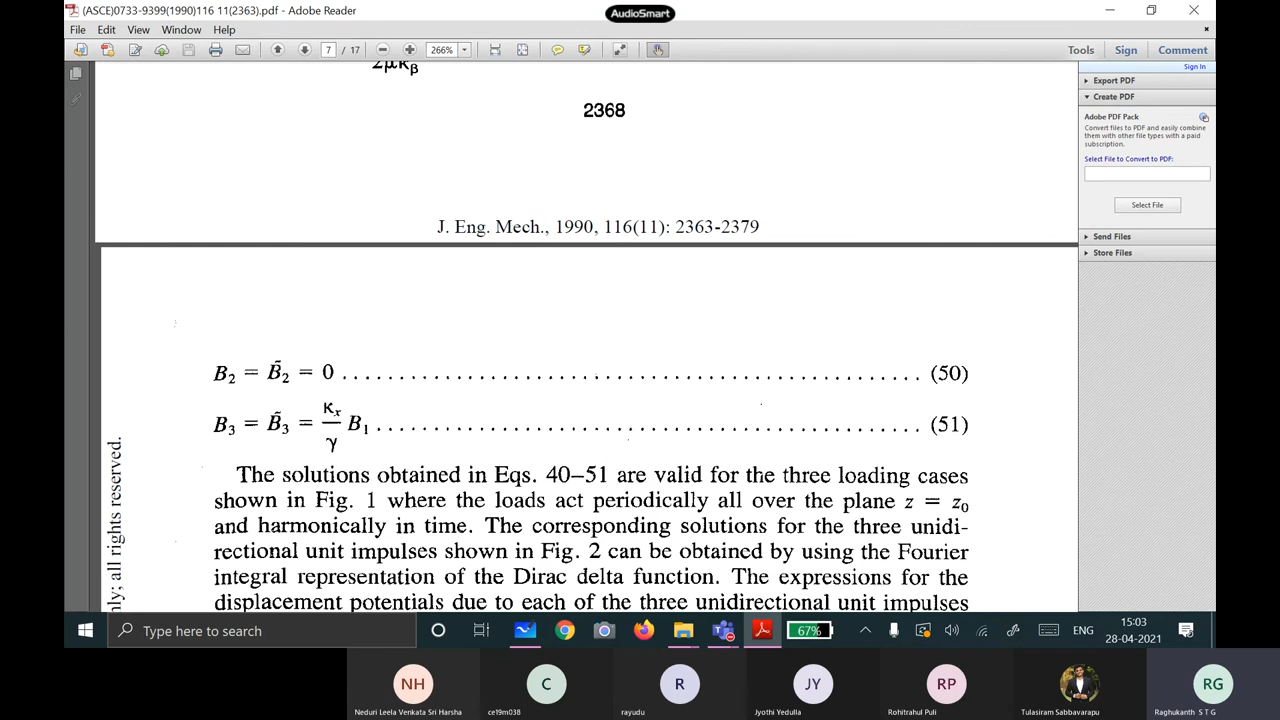 (ASCE)0733-9399(1990)116 11(2363).pdf - Adobe Reader
AudioSmart
File Edit View Window Help
7 / 17 266% Tools Sign Comment
2μκβ
2368
J. Eng. Mech., 1990, 116(11): 2363-2379
Sign In
Export PDF
Create PDF
Adobe PDF Pack
Convert files to PDF and easily combine
them with other file types with a paid
subscription.
Select File to Convert to PDF:
Select File
Send Files
Store Files
B₂ = B̃₂ = 0 . . . . . . . . . . . . . . . . . . . . (50)
B₃ = B̃₃ = κₓ/γ B₁ . . . . . . . . . . . . . . . . . . . . (51)
The solutions obtained in Eqs. 40–51 are valid for the three loading cases
shown in Fig. 1 where the loads act periodically all over the plane z = z₀
and harmonically in time. The corresponding solutions for the three unidi-
rectional unit impulses shown in Fig. 2 can be obtained by using the Fourier
integral representation of the Dirac delta function. The expressions for the
displacement potentials due to each of the three unidirectional unit impulses
nly; all rights reserved.
Type here to search
67%
ENG
15:03
28-04-2021
NH C R JY RP RG
Neduri Leela Venkata Sri Harsha ce19m038 rayudu Jyothi Yedulla Rohitrahul Puli Tulasiram Sabbavarapu Raghukanth S T G